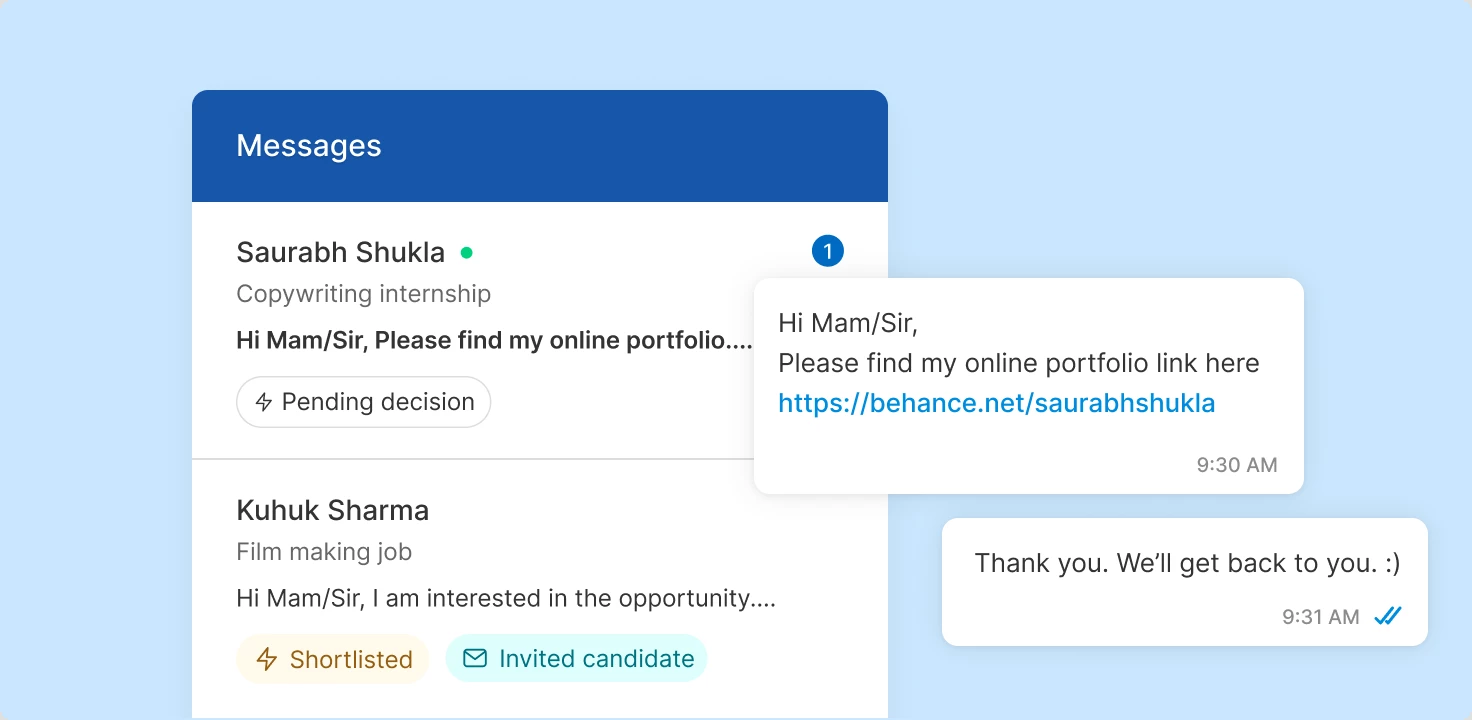 Messages
Saurabh Shukla
1
Copywriting internship
Hi Mam/Sir, Please find my online portfolio....
Pending decision
Kuhuk Sharma
Film making job
Hi Mam/Sir, I am interested in the opportunity....
Shortlisted
Invited candidate
Hi Mam/Sir,
Please find my online portfolio link here
https://behance.net/saurabhshukla
9:30 AM
Thank you. We’ll get back to you. :)
9:31 AM